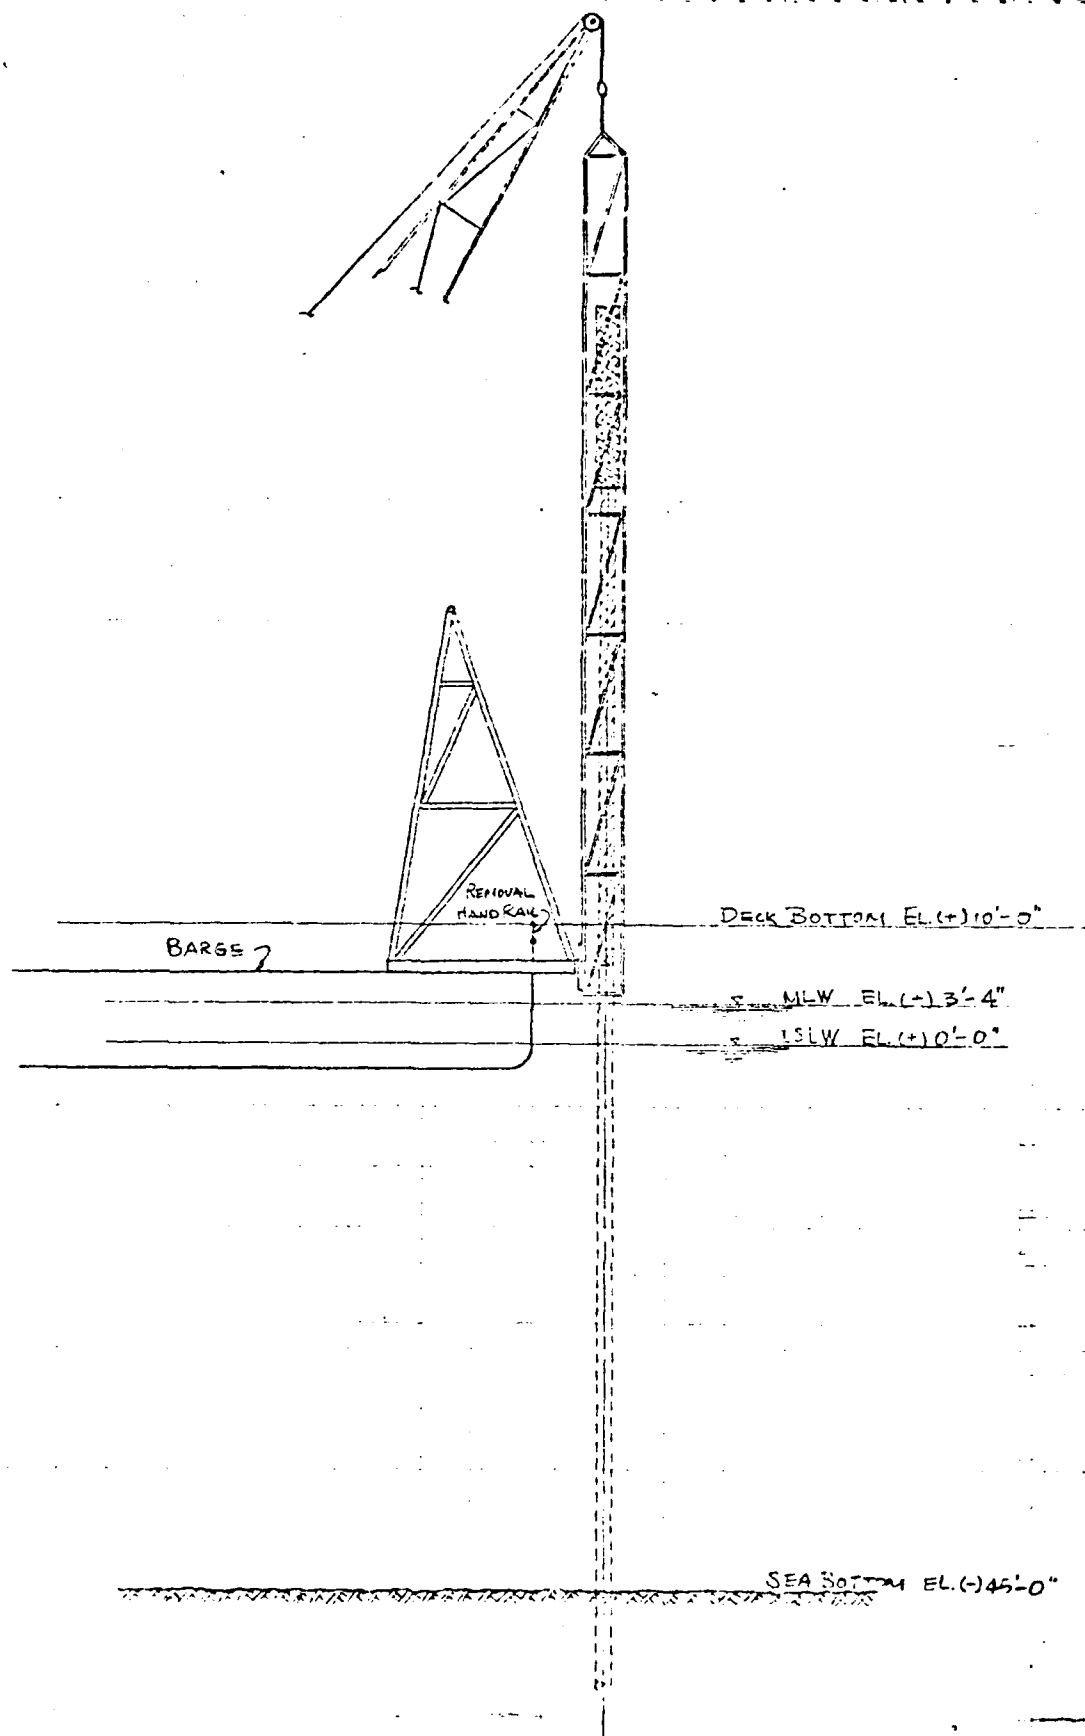 REMOVAL
HAND RAIL
DECK BOTTOM EL.(+)10'-0"
BARGE
MLW EL.(+)3'-4"
LSLW EL.(+)0'-0"
SEA BOTTOM EL.(-)45'-0"